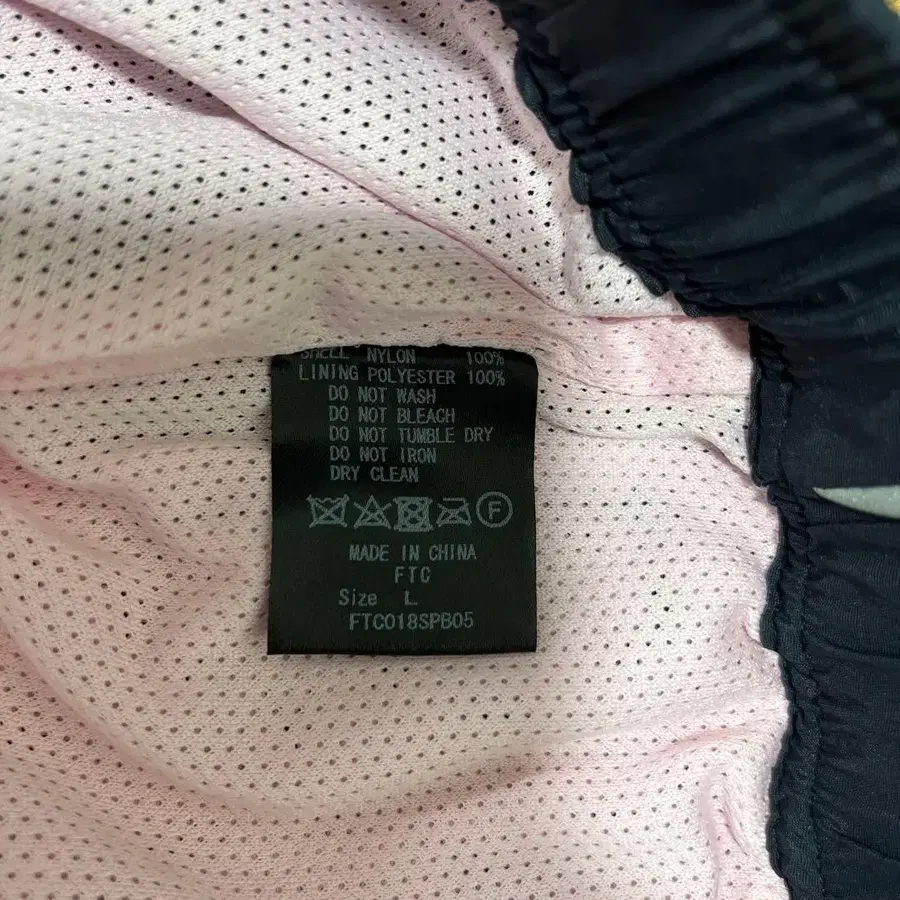 SHELL NYLON 100%
LINING POLYESTER 100%
DO NOT WASH
DO NOT BLEACH
DO NOT TUMBLE DRY
DO NOT IRON
DRY CLEAN
F
MADE IN CHINA
FTC
Size L
FTC018SPB05